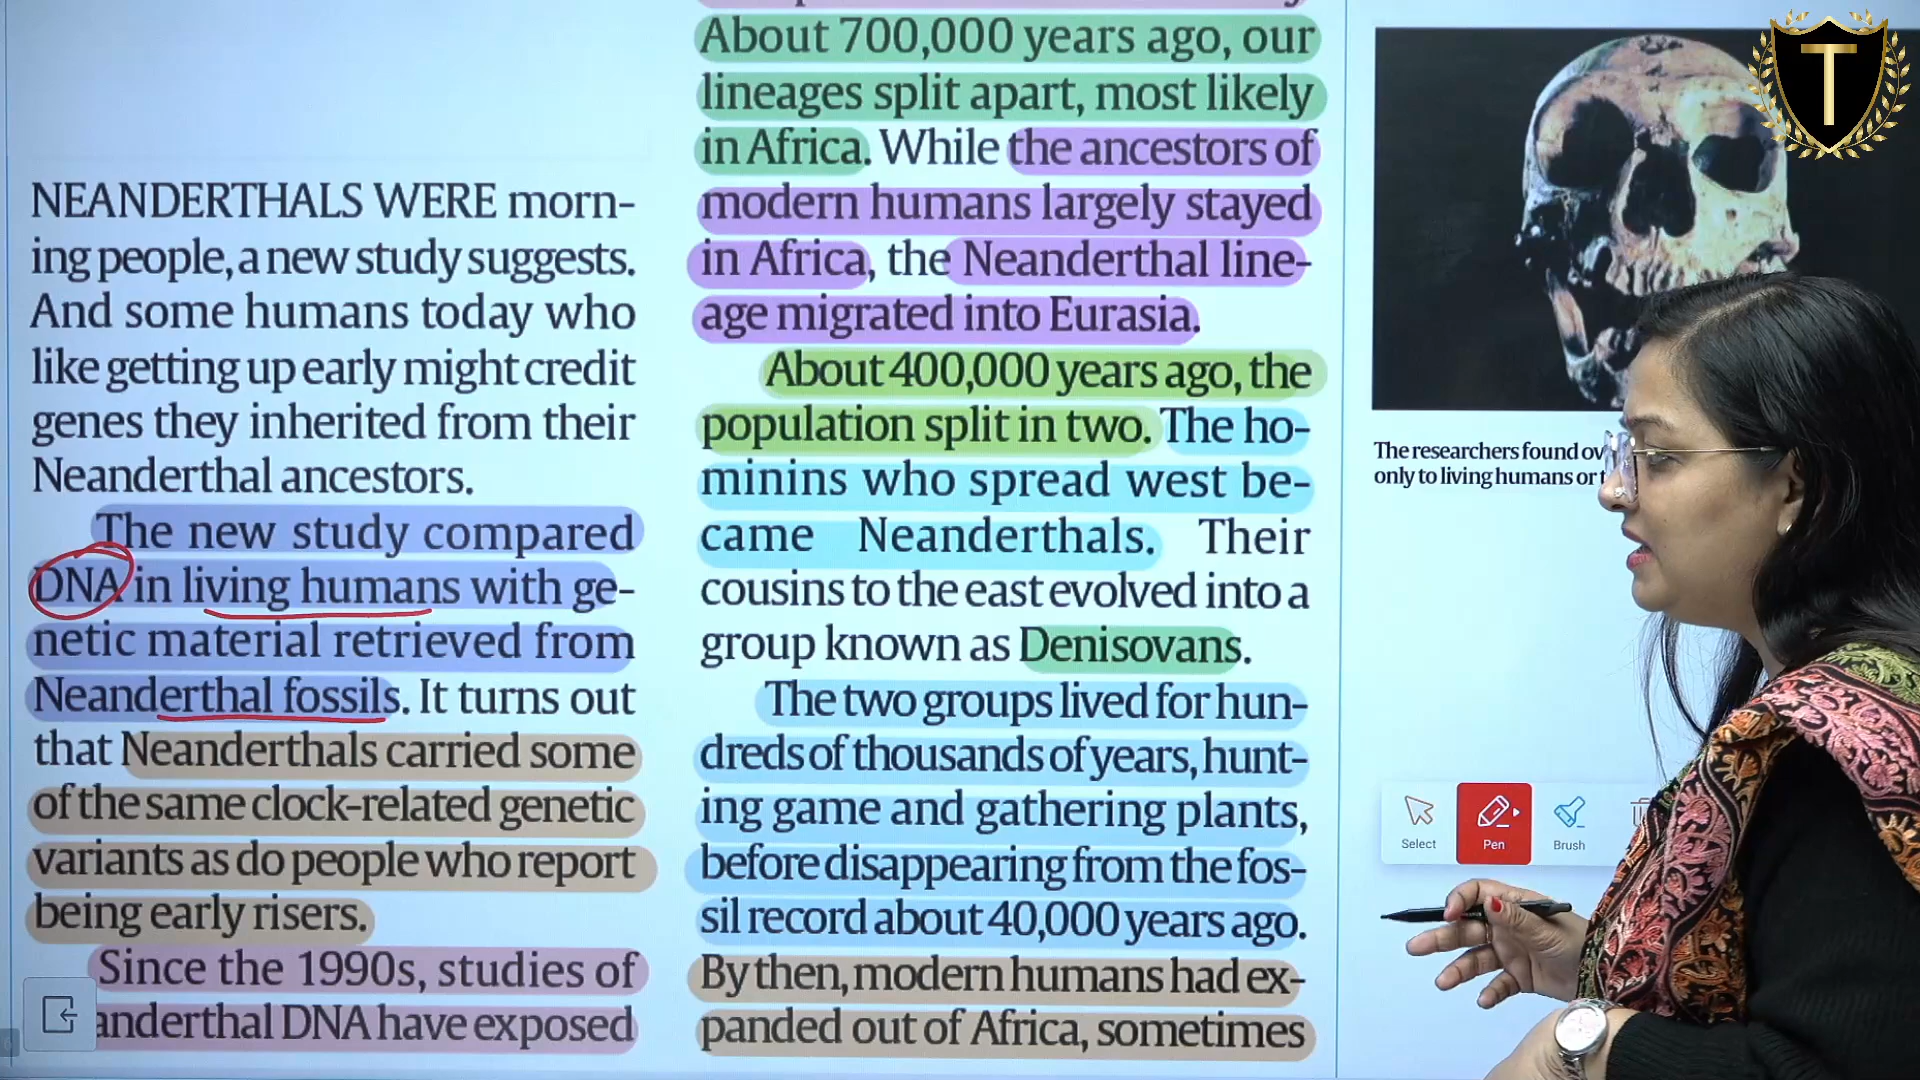 NEANDERTHALS WERE morn-
ing people, a new study suggests.
And some humans today who
like getting up early might credit
genes they inherited from their
Neanderthal ancestors.
The new study compared
DNA in living humans with ge-
netic material retrieved from
Neanderthal fossils. It turns out
that Neanderthals carried some
of the same clock-related genetic
variants as do people who report
being early risers.
Since the 1990s, studies of
anderthal DNA have exposed
About 700,000 years ago, our
lineages split apart, most likely
in Africa. While the ancestors of
modern humans largely stayed
in Africa, the Neanderthal line-
age migrated into Eurasia.
About 400,000 years ago, the
population split in two. The ho-
minins who spread west be-
came Neanderthals. Their
cousins to the east evolved into a
group known as Denisovans.
The two groups lived for hun-
dreds of thousands of years, hunt-
ing game and gathering plants,
before disappearing from the fos-
sil record about 40,000 years ago.
By then, modern humans had ex-
panded out of Africa, sometimes
T
The researchers found ov
only to living humans or
Select
Pen
Brush